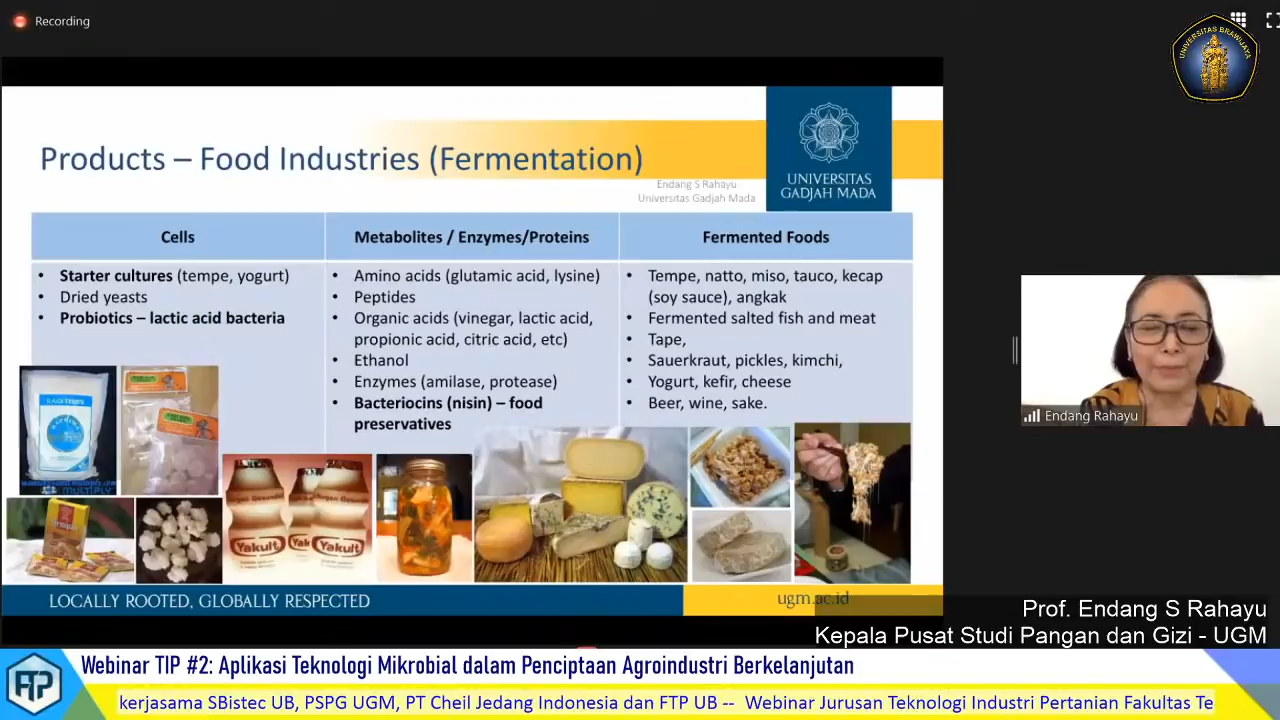 Recording
UNIVERSITAS BRAWIJAYA
Products – Food Industries (Fermentation)
Endang S Rahayu
Universitas Gadjah Mada
UNIVERSITAS
GADJAH MADA
Cells
• Starter cultures (tempe, yogurt)
• Dried yeasts
• Probiotics – lactic acid bacteria
Metabolites / Enzymes/Proteins
• Amino acids (glutamic acid, lysine)
• Peptides
• Organic acids (vinegar, lactic acid,
propionic acid, citric acid, etc)
• Ethanol
• Enzymes (amilase, protease)
• Bacteriocins (nisin) – food
preservatives
Fermented Foods
• Tempe, natto, miso, tauco, kecap
(soy sauce), angkak
• Fermented salted fish and meat
• Tape,
• Sauerkraut, pickles, kimchi,
• Yogurt, kefir, cheese
• Beer, wine, sake.
MULTIPLY
Yakult
Yakult
LOCALLY ROOTED, GLOBALLY RESPECTED
ugm.ac.id
Endang Rahayu
Prof. Endang S Rahayu
Kepala Pusat Studi Pangan dan Gizi - UGM
Webinar TIP #2: Aplikasi Teknologi Mikrobial dalam Penciptaan Agroindustri Berkelanjutan
kerjasama SBistec UB, PSPG UGM, PT Cheil Jedang Indonesia dan FTP UB -- Webinar Jurusan Teknologi Industri Pertanian Fakultas Te